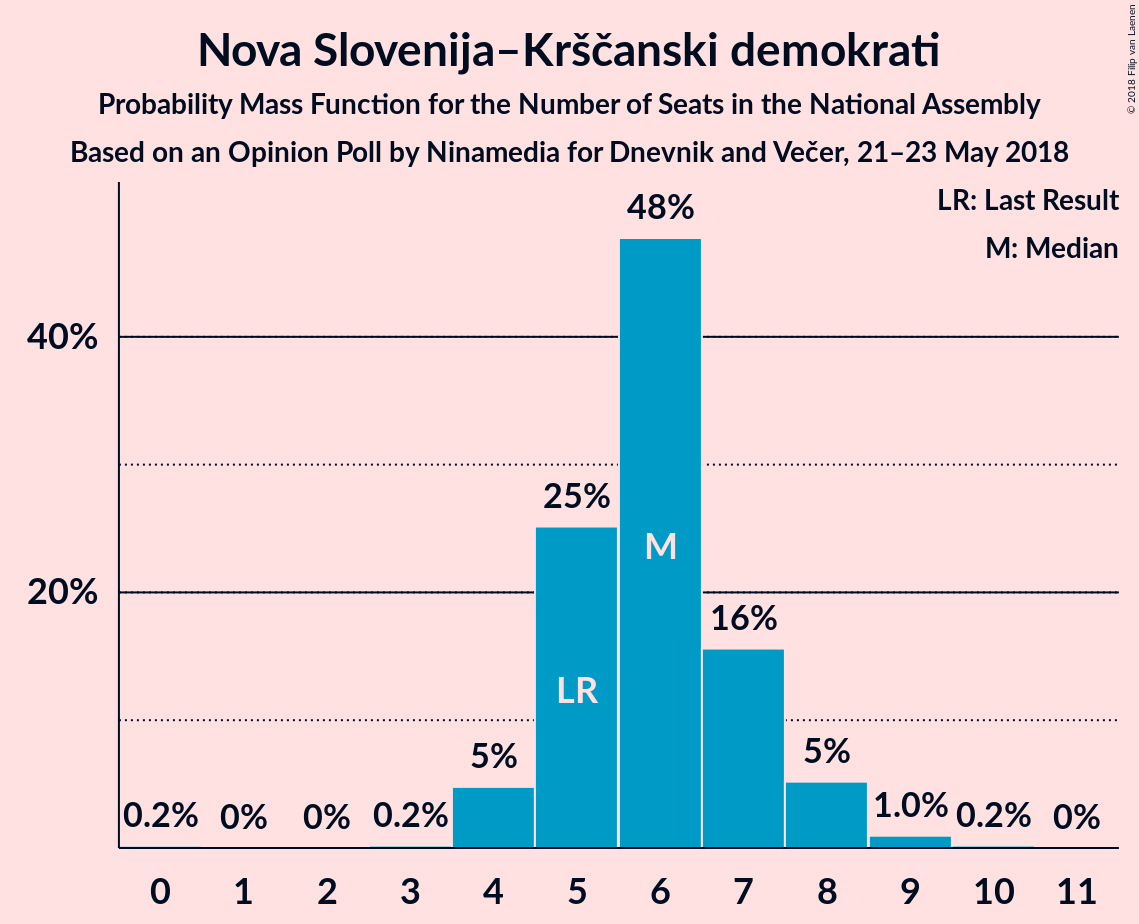 Nova Slovenija–Krščanski demokrati
Probability Mass Function for the Number of Seats in the National Assembly
Based on an Opinion Poll by Ninamedia for Dnevnik and Večer, 21–23 May 2018
© 2018 Filip van Laenen
LR: Last Result
M: Median
48%
40%
25%
M
20%
16%
LR
5%
5%
0.2%
0%
0%
0.2%
1.0%
0.2%
0%
0 1 2 3 4 5 6 7 8 9 10 11